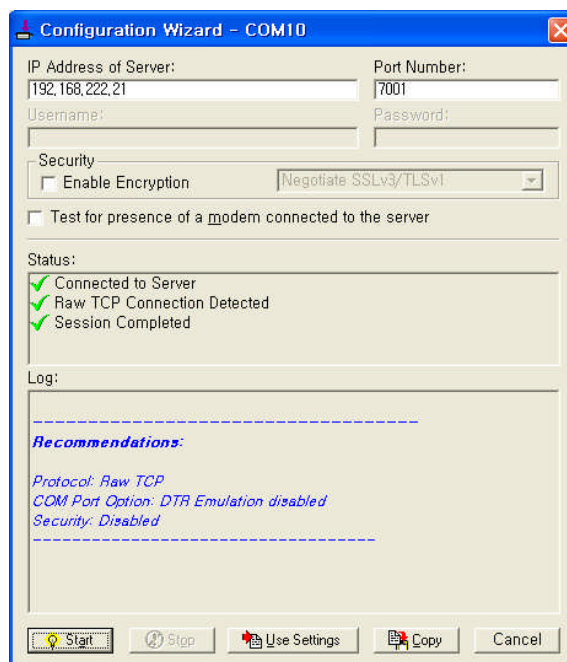 Configuration Wizard - COM10
IP Address of Server: Port Number:
192,168,222,21 7001
Username: Password:
Security
Enable Encryption Negotiate SSLv3/TLSv1
Test for presence of a modem connected to the server
Status:
Connected to Server
Raw TCP Connection Detected
Session Completed
Log:
Recommendations:
Protocol: Raw TCP
COM Port Option: DTR Emulation disabled
Security: Disabled
Start Stop Use Settings Copy Cancel